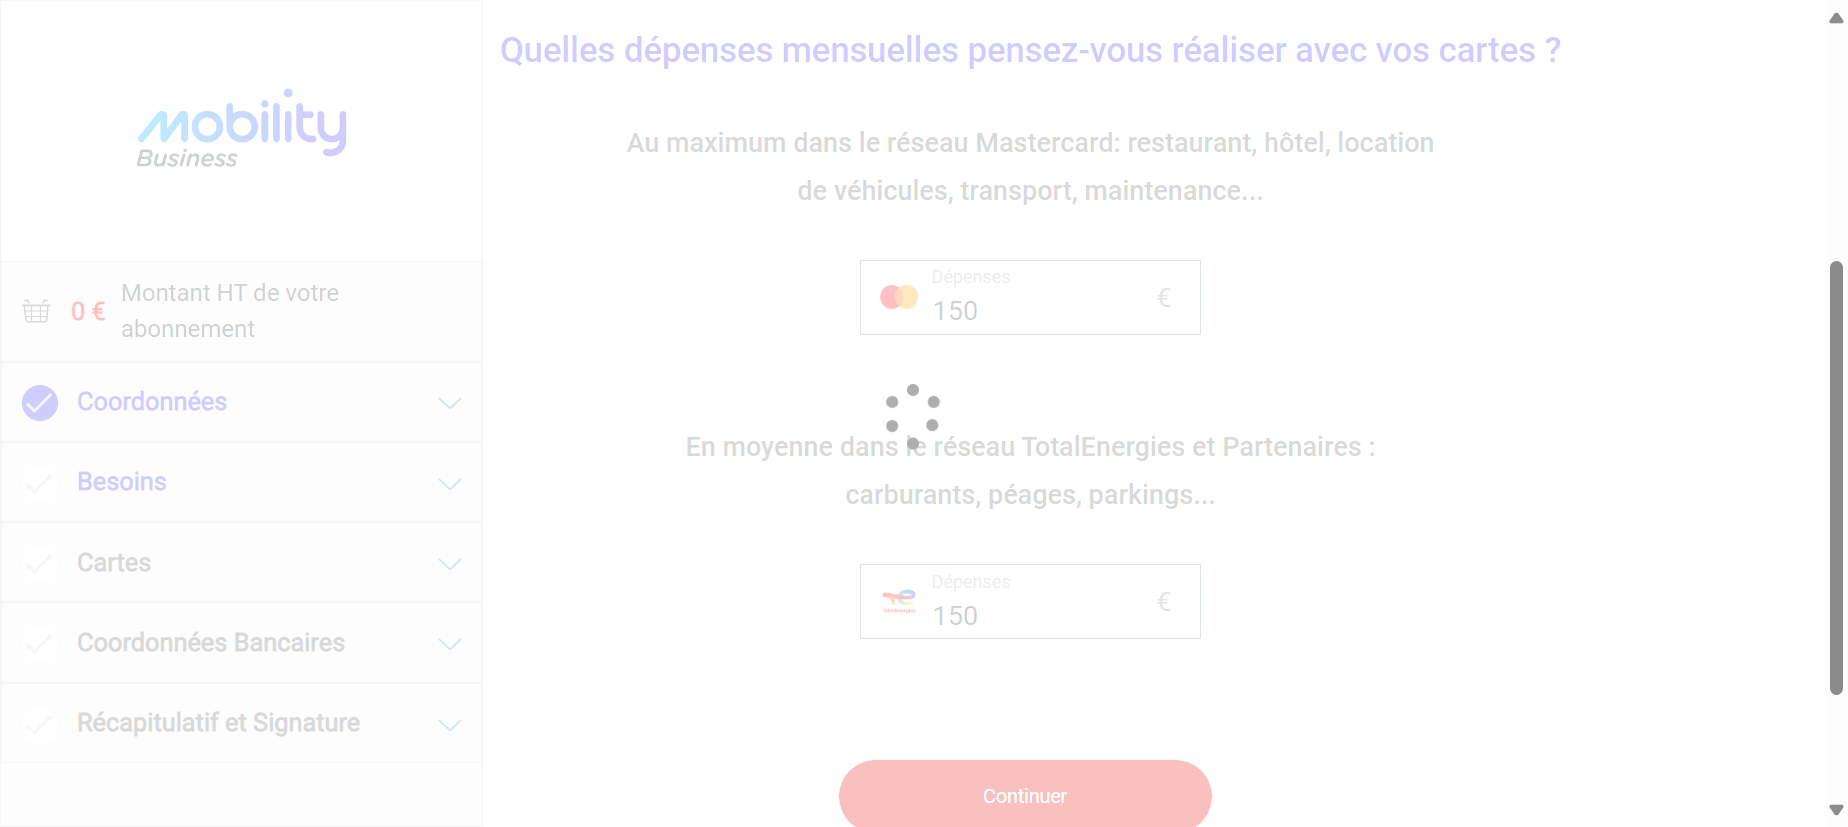 Quelles dépenses mensuelles pensez-vous réaliser avec vos cartes ?
mobility
Business
Au maximum dans le réseau Mastercard: restaurant, hôtel, location
de véhicules, transport, maintenance...
0 €
Montant HT de votre
abonnement
Dépenses
150
€
Coordonnées
Besoins
Cartes
Coordonnées Bancaires
Récapitulatif et Signature
En moyenne dans le réseau TotalEnergies et Partenaires :
carburants, péages, parkings...
Dépenses
150
€
TotalEnergies
Continuer